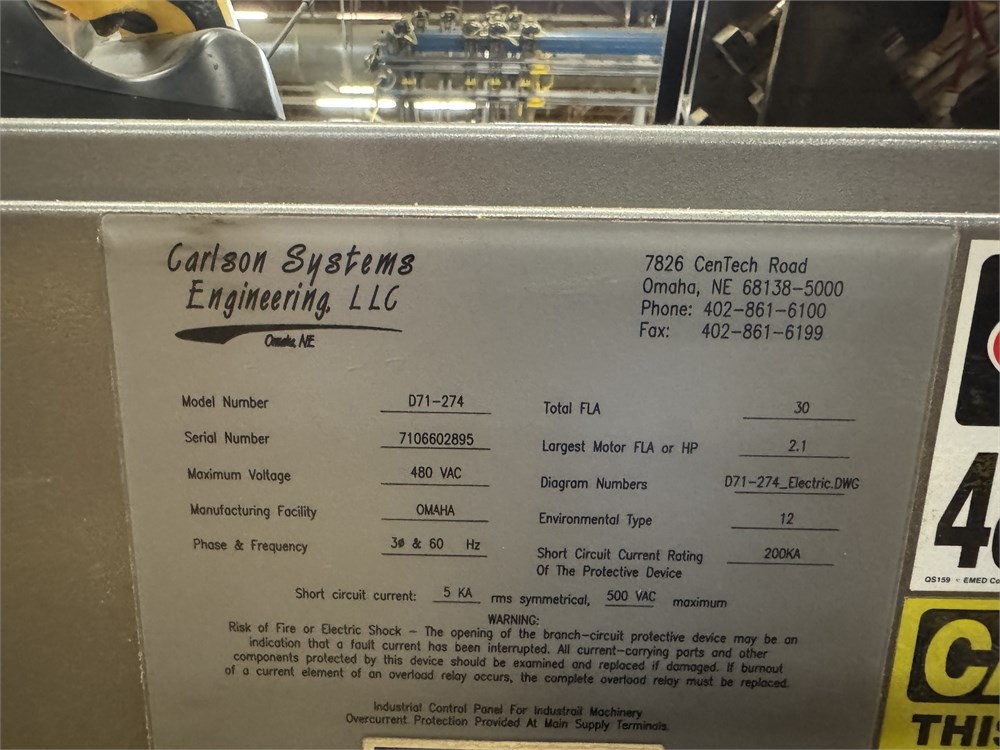 Carlson Systems
Engineering, LLC
Omaha, NE
7826 CenTech Road
Omaha, NE 68138-5000
Phone: 402-861-6100
Fax: 402-861-6199
Model Number D71-274
Serial Number 7106602895
Maximum Voltage 480 VAC
Manufacturing Facility OMAHA
Phase & Frequency 3ø & 60 Hz
Total FLA 30
Largest Motor FLA or HP 2.1
Diagram Numbers D71-274_Electric.DWG
Environmental Type 12
Short Circuit Current Rating 200KA
Of The Protective Device
Short circuit current: 5 KA rms symmetrical, 500 VAC maximum
WARNING:
Risk of Fire or Electric Shock - The opening of the branch-circuit protective device may be an
indication that a fault current has been interrupted. All current-carrying parts and other
components protected by this device should be examined and replaced if damaged. If burnout
of a current element of an overload relay occurs, the complete overload relay must be replaced.
Industrial Control Panel For Industrail Machinery
Overcurrent Protection Provided At Main Supply Terminals.
4
QS159 - EMED Co
CA
THIS